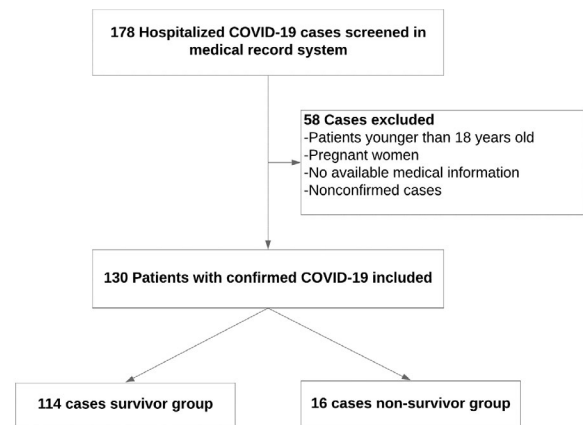 178 Hospitalized COVID-19 cases screened in
medical record system
58 Cases excluded
-Patients younger than 18 years old
-Pregnant women
-No available medical information
-Nonconfirmed cases
130 Patients with confirmed COVID-19 included
114 cases survivor group
16 cases non-survivor group